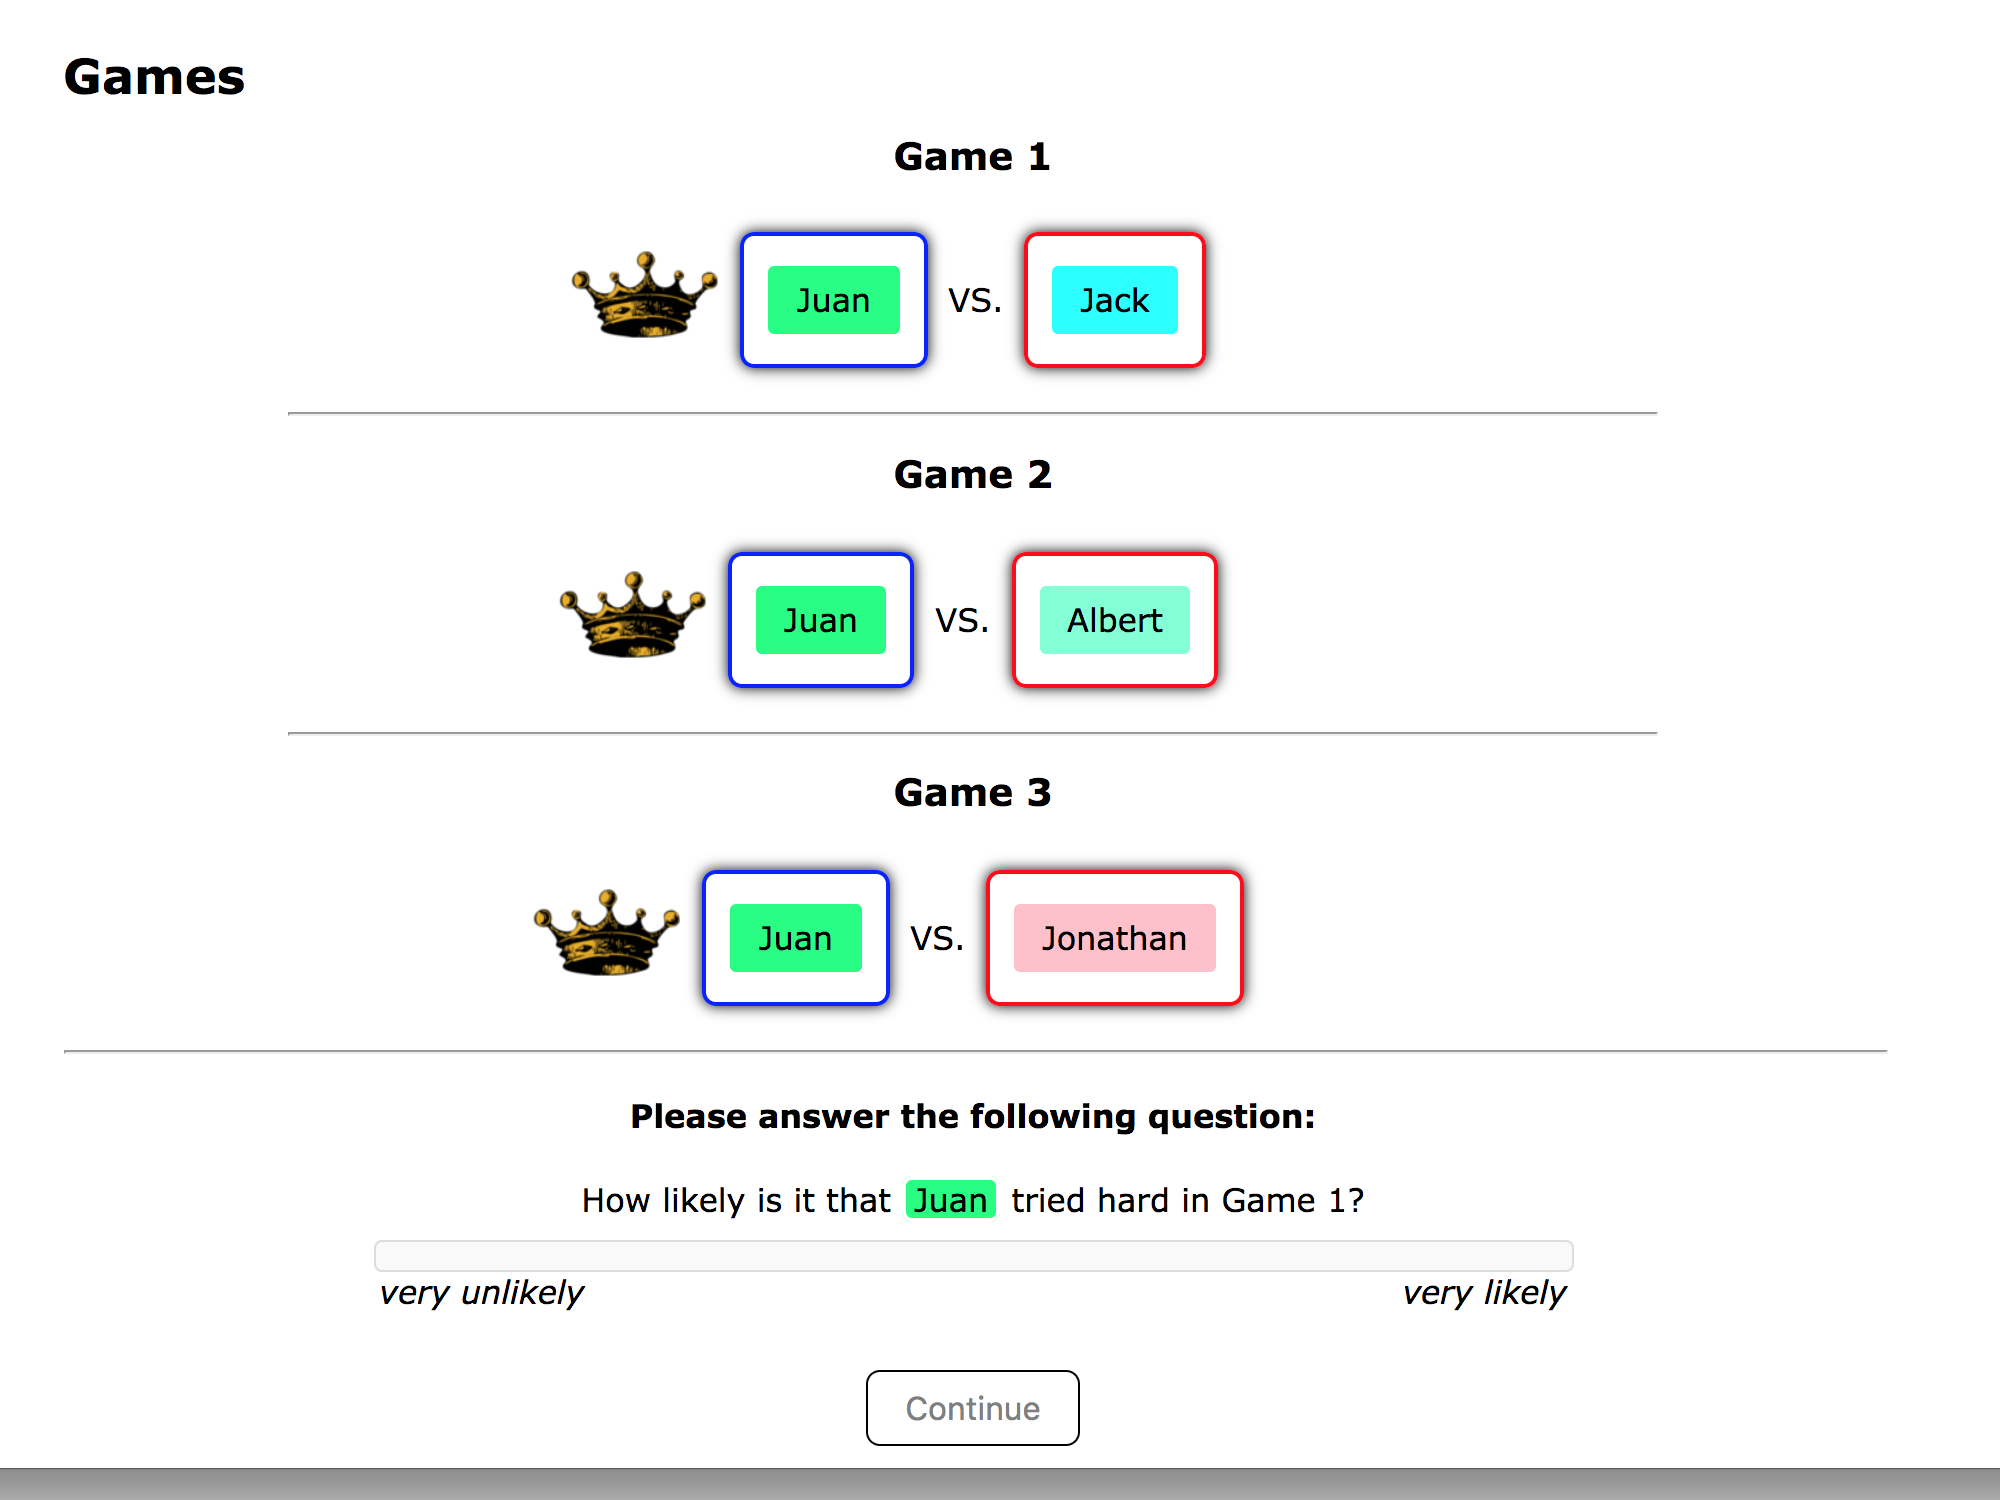 Games
Game 1
Juan VS. Jack
Game 2
Juan VS. Albert
Game 3
Juan VS. Jonathan
Please answer the following question:
How likely is it that Juan tried hard in Game 1?
very unlikely very likely
Continue